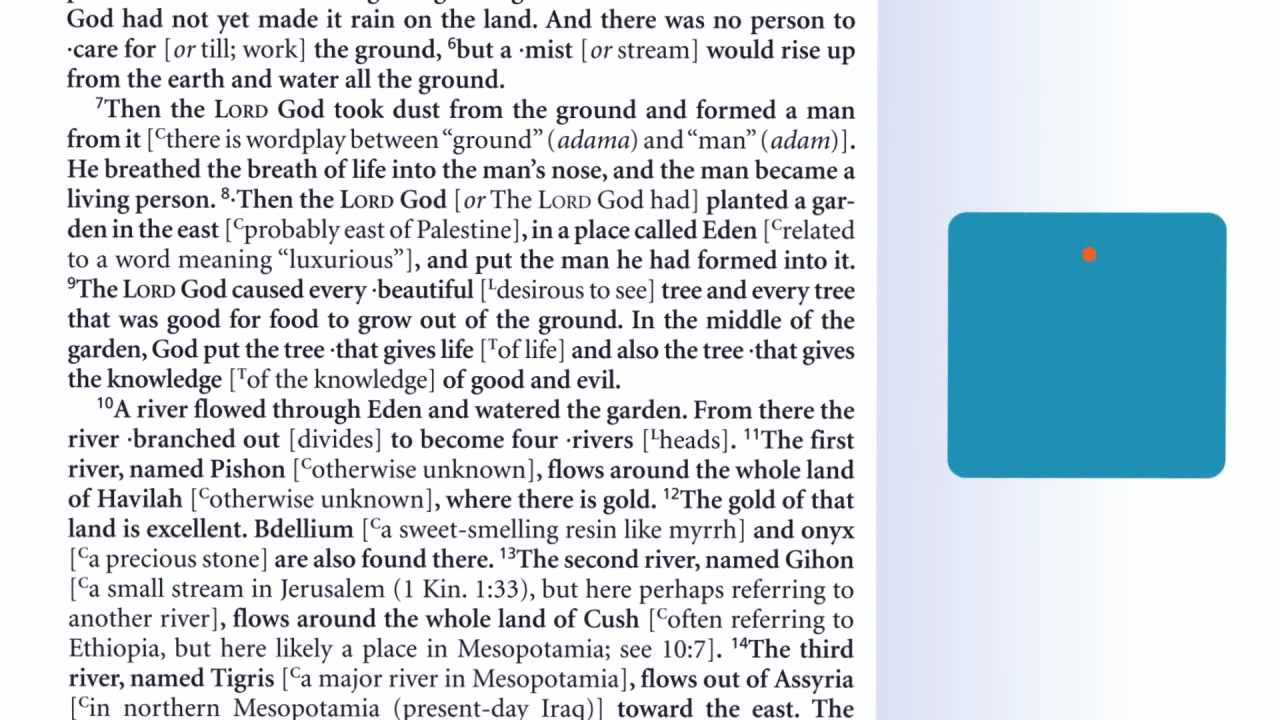 God had not yet made it rain on the land. And there was no person to
·care for [or till; work] the ground, ⁶but a ·mist [or stream] would rise up
from the earth and water all the ground.
⁷Then the LORD God took dust from the ground and formed a man
from it [ᶜthere is wordplay between “ground” (adama) and “man” (adam)].
He breathed the breath of life into the man’s nose, and the man became a
living person. ⁸·Then the LORD God [or The LORD God had] planted a gar-
den in the east [ᶜprobably east of Palestine], in a place called Eden [ᶜrelated
to a word meaning “luxurious”], and put the man he had formed into it.
⁹The LORD God caused every ·beautiful [ᴸdesirous to see] tree and every tree
that was good for food to grow out of the ground. In the middle of the
garden, God put the tree ·that gives life [ᵀof life] and also the tree ·that gives
the knowledge [ᵀof the knowledge] of good and evil.
¹⁰A river flowed through Eden and watered the garden. From there the
river ·branched out [divides] to become four ·rivers [ᴸheads]. ¹¹The first
river, named Pishon [ᶜotherwise unknown], flows around the whole land
of Havilah [ᶜotherwise unknown], where there is gold. ¹²The gold of that
land is excellent. Bdellium [ᶜa sweet-smelling resin like myrrh] and onyx
[ᶜa precious stone] are also found there. ¹³The second river, named Gihon
[ᶜa small stream in Jerusalem (1 Kin. 1:33), but here perhaps referring to
another river], flows around the whole land of Cush [ᶜoften referring to
Ethiopia, but here likely a place in Mesopotamia; see 10:7]. ¹⁴The third
river, named Tigris [ᶜa major river in Mesopotamia], flows out of Assyria
[ᶜin northern Mesopotamia (present-day Iraq)] toward the east. The